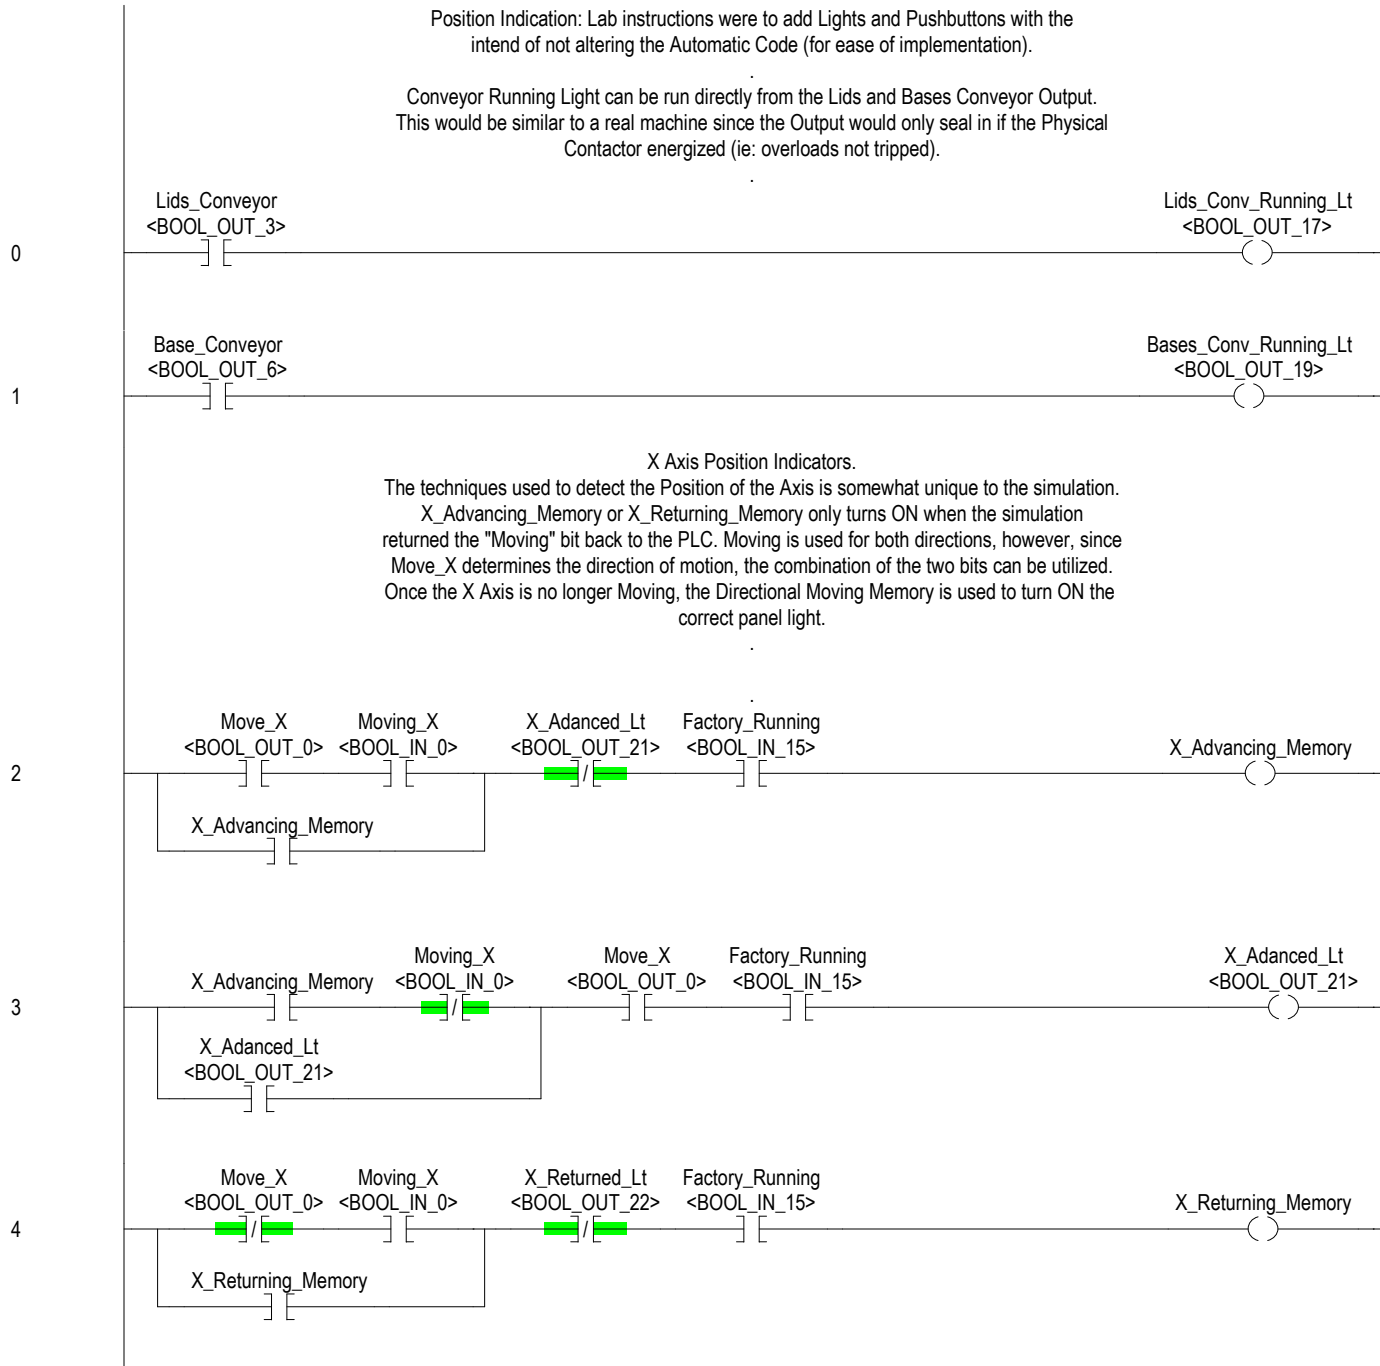 Position Indication: Lab instructions were to add Lights and Pushbuttons with the
intend of not altering the Automatic Code (for ease of implementation).
.
Conveyor Running Light can be run directly from the Lids and Bases Conveyor Output.
This would be similar to a real machine since the Output would only seal in if the Physical
Contactor energized (ie: overloads not tripped).
.
Lids_Conveyor Lids_Conv_Running_Lt
<BOOL_OUT_3> <BOOL_OUT_17>
0
Base_Conveyor Bases_Conv_Running_Lt
<BOOL_OUT_6> <BOOL_OUT_19>
1
X Axis Position Indicators.
The techniques used to detect the Position of the Axis is somewhat unique to the simulation.
X_Advancing_Memory or X_Returning_Memory only turns ON when the simulation
returned the "Moving" bit back to the PLC. Moving is used for both directions, however, since
Move_X determines the direction of motion, the combination of the two bits can be utilized.
Once the X Axis is no longer Moving, the Directional Moving Memory is used to turn ON the
correct panel light.
.
.
Move_X Moving_X X_Adanced_Lt Factory_Running
<BOOL_OUT_0> <BOOL_IN_0> <BOOL_OUT_21> <BOOL_IN_15> X_Advancing_Memory
2 /
X_Advancing_Memory
Moving_X Move_X Factory_Running X_Adanced_Lt
X_Advancing_Memory <BOOL_IN_0> <BOOL_OUT_0> <BOOL_IN_15> <BOOL_OUT_21>
3 /
X_Adanced_Lt
<BOOL_OUT_21>
Move_X Moving_X X_Returned_Lt Factory_Running
<BOOL_OUT_0> <BOOL_IN_0> <BOOL_OUT_22> <BOOL_IN_15> X_Returning_Memory
4 / /
X_Returning_Memory